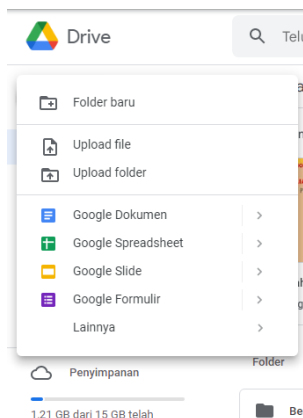 Drive
Folder baru
Upload file
Upload folder
Google Dokumen
Google Spreadsheet
Google Slide
Google Formulir
Lainnya
Penyimpanan
1.21 GB dari 15 GB telah
Folder